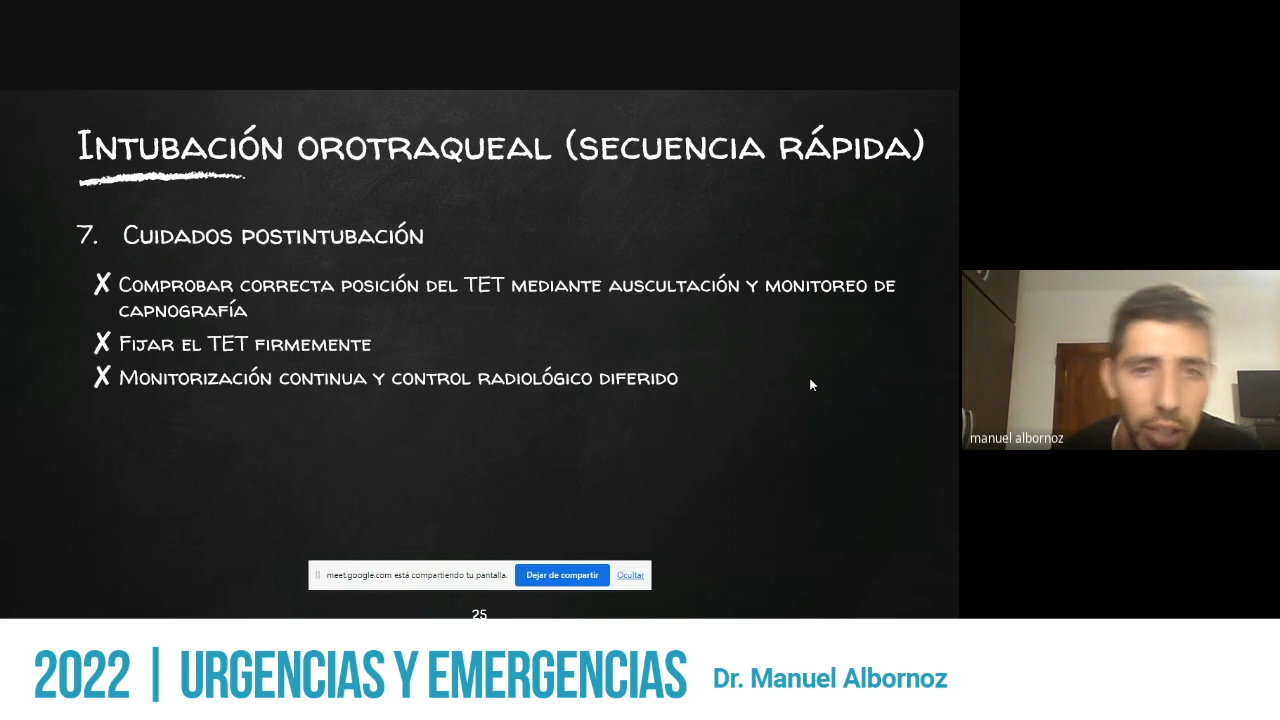 Intubación orotraqueal (secuencia rápida)
7. Cuidados postintubación
✗ Comprobar correcta posición del TET mediante auscultación y monitoreo de
capnografía
✗ Fijar el TET firmemente
✗ Monitorización continua y control radiológico diferido
manuel albornoz
meet.google.com está compartiendo tu pantalla. Dejar de compartir Ocultar
25
2022 | URGENCIAS Y EMERGENCIAS Dr. Manuel Albornoz